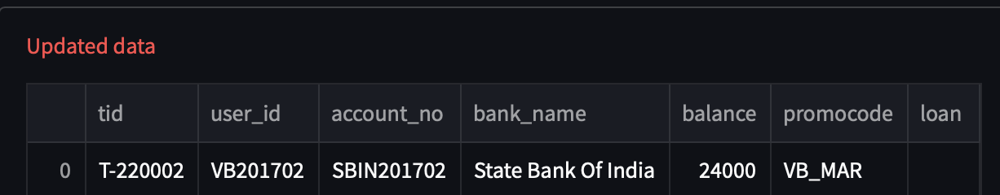 Updated data
tid user_id account_no bank_name balance promocode loan
0 T-220002 VB201702 SBIN201702 State Bank Of India 24000 VB_MAR